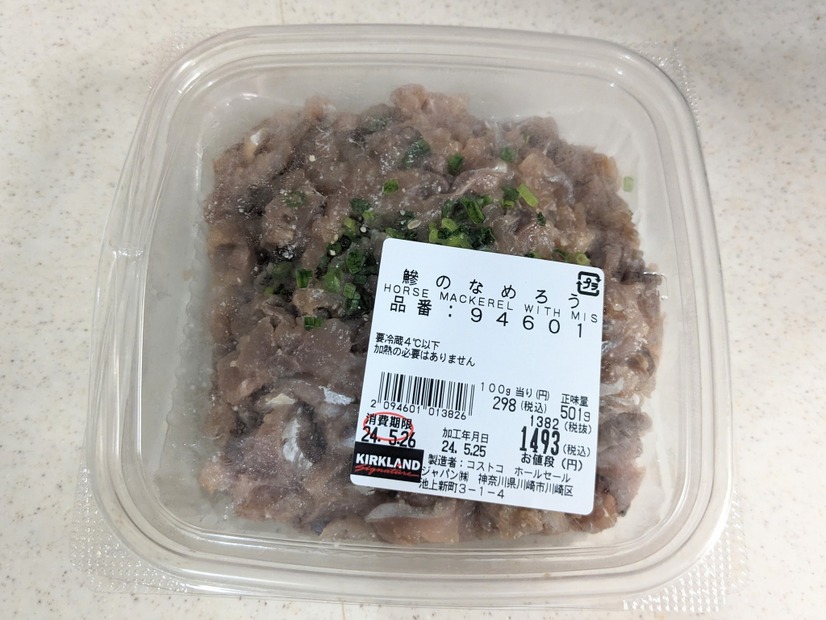 鯵のなめろう
プラ
HORSE MACKEREL WITH MIS
品番:94601
要冷蔵4℃以下
加熱の必要はありません
100g当り(円) 正味量
298(税込) 501g
2 094601 013826
1382(税抜)
消費期限 加工年月日 1493(税込)
24. 5.26 24. 5.25 お値段(円)
KIRKLAND
Signature
製造者:コストコ ホールセール
ジャパン㈱ 神奈川県川崎市川崎区
池上新町3-1-4